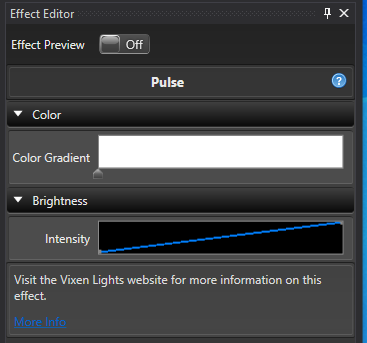 Effect Editor
Effect Preview Off
Pulse
Color
Color Gradient
Brightness
Intensity
Visit the Vixen Lights website for more information on this
effect.
More Info